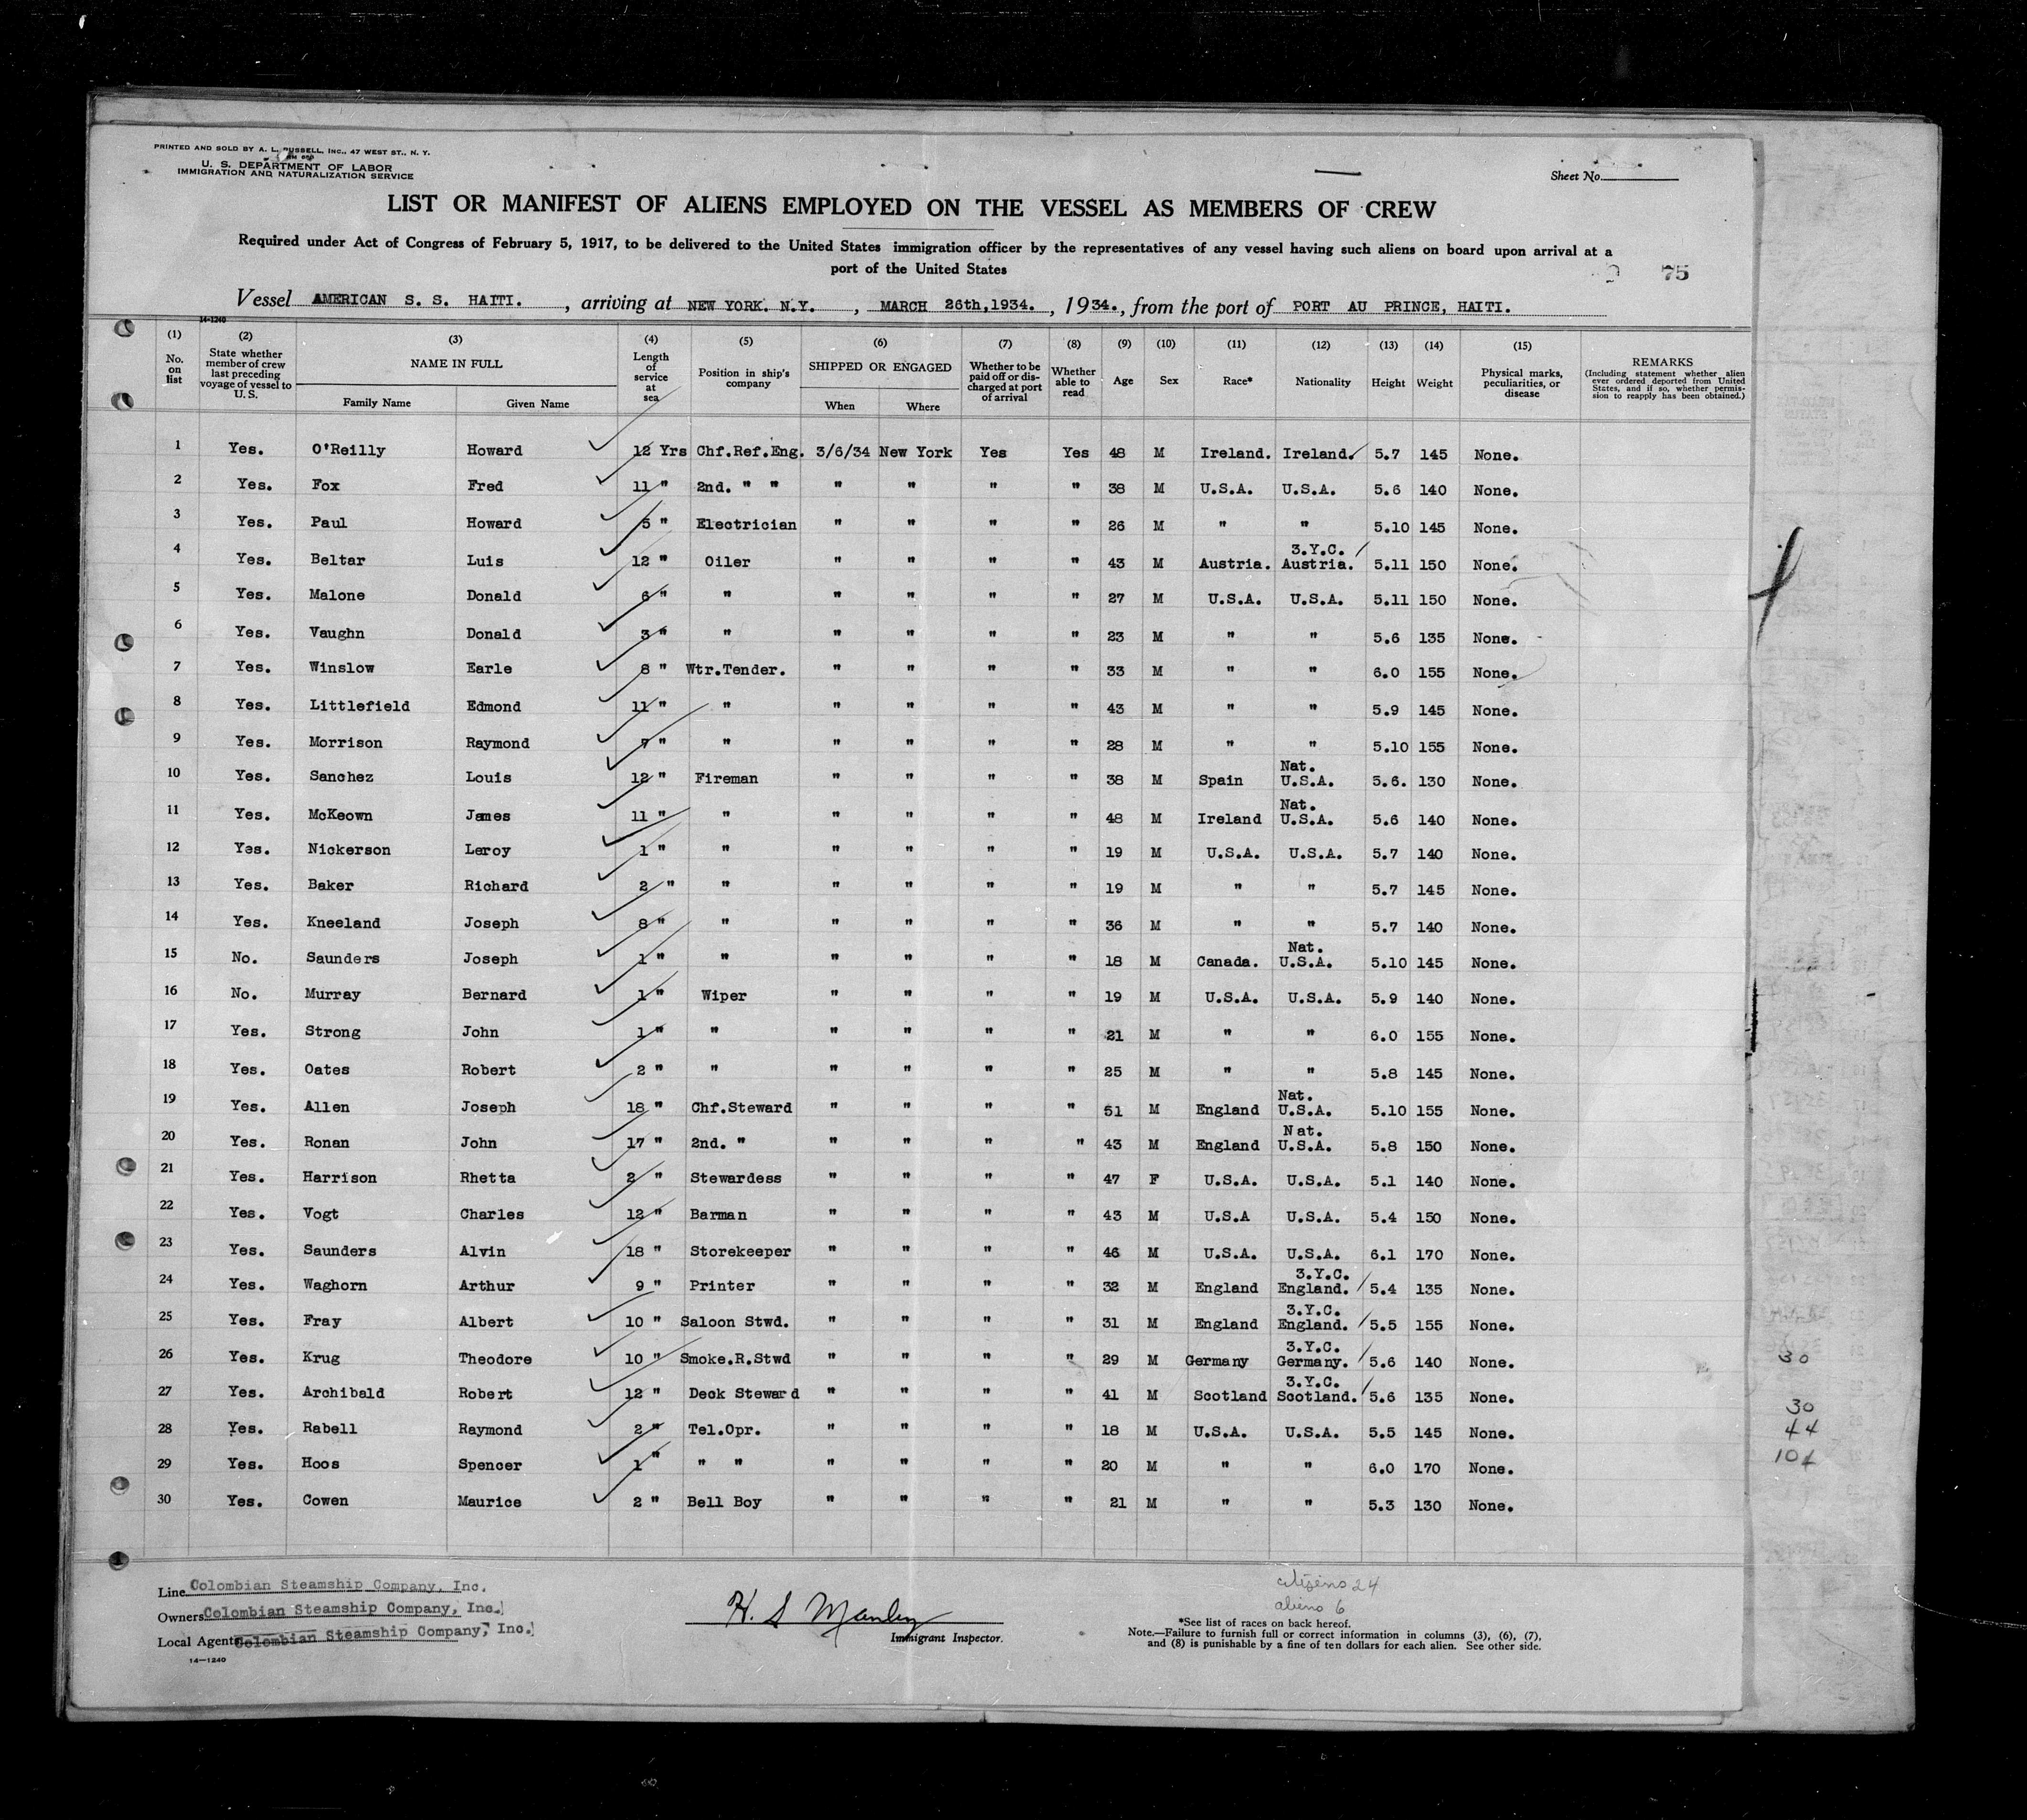 PRINTED AND SOLD BY A. L. RUSSELL, INC., 47 WEST ST., N. Y.
U. S. DEPARTMENT OF LABOR
IMMIGRATION AND NATURALIZATION SERVICE
Sheet No.
LIST OR MANIFEST OF ALIENS EMPLOYED ON THE VESSEL AS MEMBERS OF CREW
Required under Act of Congress of February 5, 1917, to be delivered to the United States immigration officer by the representatives of any vessel having such aliens on board upon arrival at a
port of the United States
75
Vessel AMERICAN S. S. HAITI. , arriving at NEW YORK. N.Y. , MARCH 26th,1934. , 1934., from the port of PORT AU PRINCE, HAITI.
14-1240
(1) (2) (3) (4) (5) (6) (7) (8) (9) (10) (11) (12) (13) (14) (15)
No. on list State whether member of crew last preceding voyage of vessel to U. S. NAME IN FULL Length of service at sea Position in ship's company SHIPPED OR ENGAGED Whether to be paid off or discharged at port of arrival Whether able to read Age Sex Race* Nationality Height Weight Physical marks, peculiarities, or disease REMARKS (Including statement whether alien ever ordered deported from United States, and if so, whether permission to reapply has been obtained.)
Family Name Given Name When Where
1 Yes. O'Reilly Howard 12 Yrs Chf.Ref.Eng. 3/6/34 New York Yes Yes 48 M Ireland. Ireland. 5.7 145 None.
2 Yes. Fox Fred 11 " 2nd. " " " " " " 38 M U.S.A. U.S.A. 5.6 140 None.
3 Yes. Paul Howard 5 " Electrician " " " " 26 M " " 5.10 145 None.
3.Y.C.
4 Yes. Beltar Luis 12 " Oiler " " " " 43 M Austria. Austria. 5.11 150 None.
5 Yes. Malone Donald 6 " " " " " " 27 M U.S.A. U.S.A. 5.11 150 None.
6 Yes. Vaughn Donald 3 " " " " " " 23 M " " 5.6 135 None.
7 Yes. Winslow Earle 8 " Wtr.Tender. " " " " 33 M " " 6.0 155 None.
8 Yes. Littlefield Edmond 11 " " " " " " 43 M " " 5.9 145 None.
9 Yes. Morrison Raymond 7 " " " " " " 28 M " " 5.10 155 None.
Nat.
10 Yes. Sanchez Louis 12 " Fireman " " " " 38 M Spain U.S.A. 5.6. 130 None.
Nat.
11 Yes. McKeown James 11 " " " " " " 48 M Ireland U.S.A. 5.6 140 None.
12 Yes. Nickerson Leroy 1 " " " " " " 19 M U.S.A. U.S.A. 5.7 140 None.
13 Yes. Baker Richard 2 " " " " " " 19 M " " 5.7 145 None.
14 Yes. Kneeland Joseph 8 " " " " " " 36 M " " 5.7 140 None.
Nat.
15 No. Saunders Joseph 1 " " " " " " 18 M Canada. U.S.A. 5.10 145 None.
16 No. Murray Bernard 1 " Wiper " " " " 19 M U.S.A. U.S.A. 5.9 140 None.
17 Yes. Strong John 1 " " " " " " 21 M " " 6.0 155 None.
18 Yes. Oates Robert 2 " " " " " " 25 M " " 5.8 145 None.
Nat.
19 Yes. Allen Joseph 18 " Chf.Steward " " " " 51 M England U.S.A. 5.10 155 None.
Nat.
20 Yes. Ronan John 17 " 2nd. " " " " " 43 M England U.S.A. 5.8 150 None.
21 Yes. Harrison Rhetta 2 " Stewardess " " " " 47 F U.S.A. U.S.A. 5.1 140 None.
22 Yes. Vogt Charles 12 " Barman " " " " 43 M U.S.A U.S.A. 5.4 150 None.
23 Yes. Saunders Alvin 18 " Storekeeper " " " " 46 M U.S.A. U.S.A. 6.1 170 None.
3.Y.C.
24 Yes. Waghorn Arthur 9 " Printer " " " " 32 M England England. 5.4 135 None.
3.Y.C.
25 Yes. Fray Albert 10 " Saloon Stwd. " " " " 31 M England England. 5.5 155 None.
3.Y.C.
26 Yes. Krug Theodore 10 " Smoke.R.Stwd " " " " 29 M Germany Germany. 5.6 140 None.
30
3.Y.C.
27 Yes. Archibald Robert 12 " Deck Steward " " " " 41 M Scotland Scotland. 5.6 135 None.
30
28 Yes. Rabell Raymond 2 " Tel.Opr. " " " " 18 M U.S.A. U.S.A. 5.5 145 None.
44
29 Yes. Hoos Spencer 1 " " " " " " " 20 M " " 6.0 170 None.
104
30 Yes. Cowen Maurice 2 " Bell Boy " " " " 21 M " " 5.3 130 None.
Line Colombian Steamship Company, Inc.
Owners Colombian Steamship Company, Inc.
Local Agents Colombian Steamship Company, Inc.
14-1240
H. S Manley
Immigrant Inspector.
citizens 24
aliens 6
*See list of races on back hereof.
Note.—Failure to furnish full or correct information in columns (3), (6), (7),
and (8) is punishable by a fine of ten dollars for each alien. See other side.